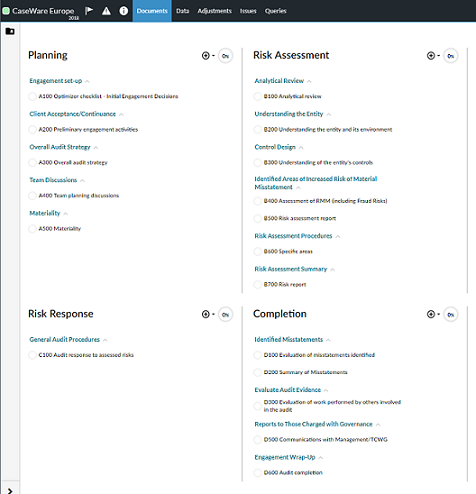 CaseWare Europe
2018
Documents Data Adjustments Issues Queries
Planning
0%
Engagement set-up
A100 Optimizer checklist - Initial Engagement Decisions
Client Acceptance/Continuance
A200 Preliminary engagement activities
Overall Audit Strategy
A300 Overall audit strategy
Team Discussions
A400 Team planning discussions
Materiality
A500 Materiality
Risk Assessment
0%
Analytical Review
B100 Analytical review
Understanding the Entity
B200 Understanding the entity and its environment
Control Design
B300 Understanding of the entity's controls
Identified Areas of Increased Risk of Material
Misstatement
B400 Assessment of RMM (including Fraud Risks)
B500 Risk assessment report
Risk Assessment Procedures
B600 Specific areas
Risk Assessment Summary
B700 Risk report
Risk Response
0%
General Audit Procedures
C100 Audit response to assessed risks
Completion
0%
Identified Misstatements
D100 Evaluation of misstatements identified
D200 Summary of Misstatements
Evaluate Audit Evidence
D300 Evaluation of work performed by others involved
in the audit
Reports to Those Charged with Governance
D500 Communications with Management/TCWG
Engagement Wrap-Up
D600 Audit completion